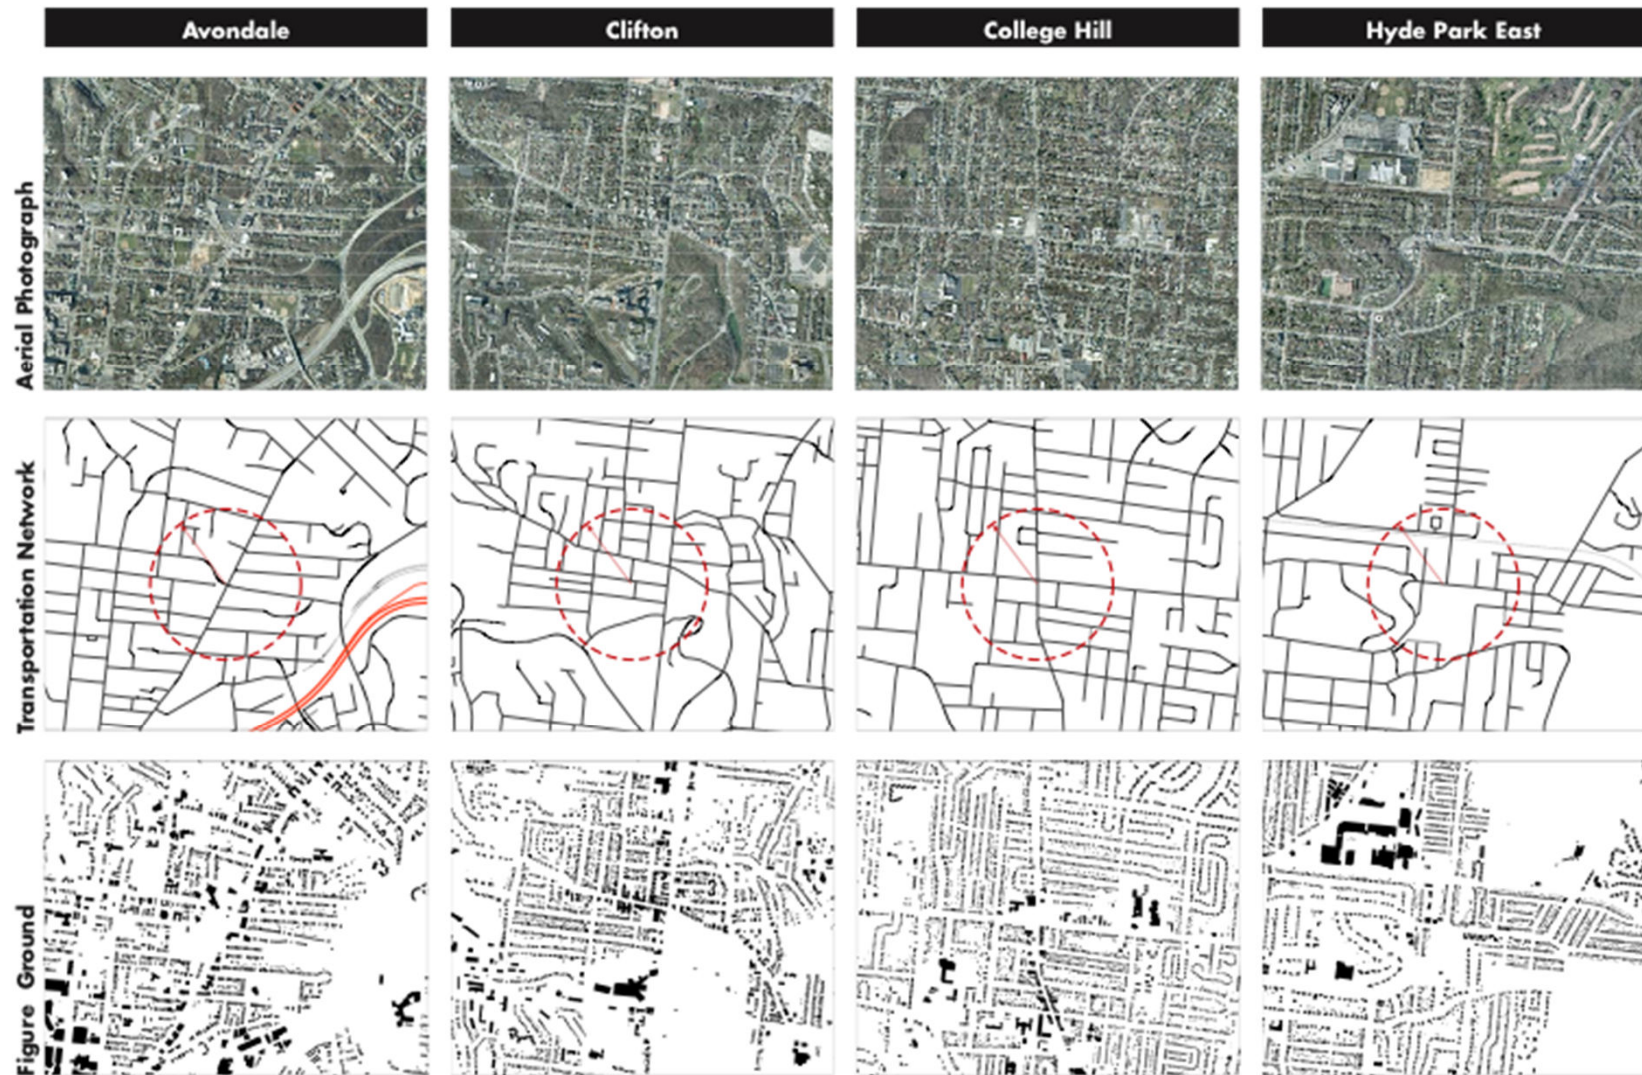 Avondale
Clifton
College Hill
Hyde Park East
Aerial Photograph
Transportation Network
Figure Ground